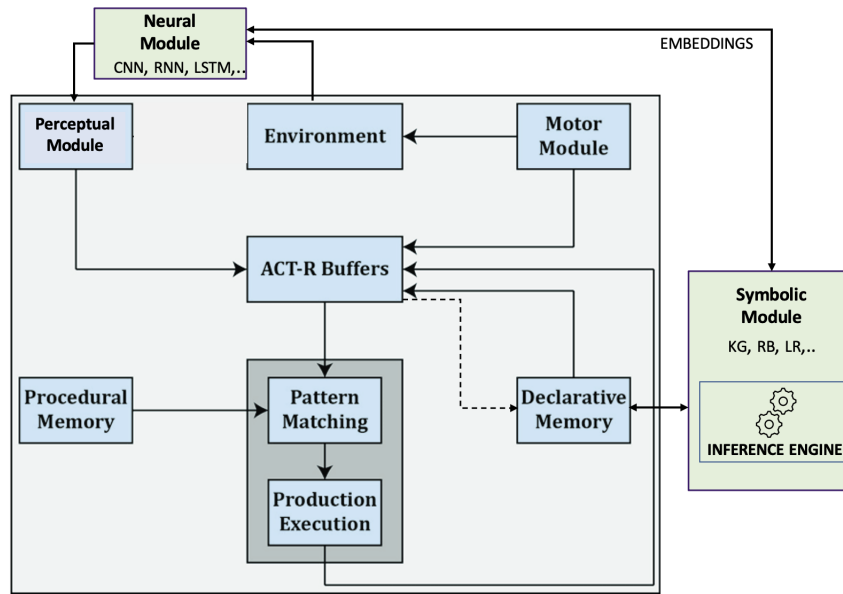 Neural
Module
CNN, RNN, LSTM,..
EMBEDDINGS
Perceptual
Module
Environment
Motor
Module
ACT-R Buffers
Symbolic
Module
KG, RB, LR,..
Procedural
Memory
Pattern
Matching
Declarative
Memory
INFERENCE ENGINE
Production
Execution